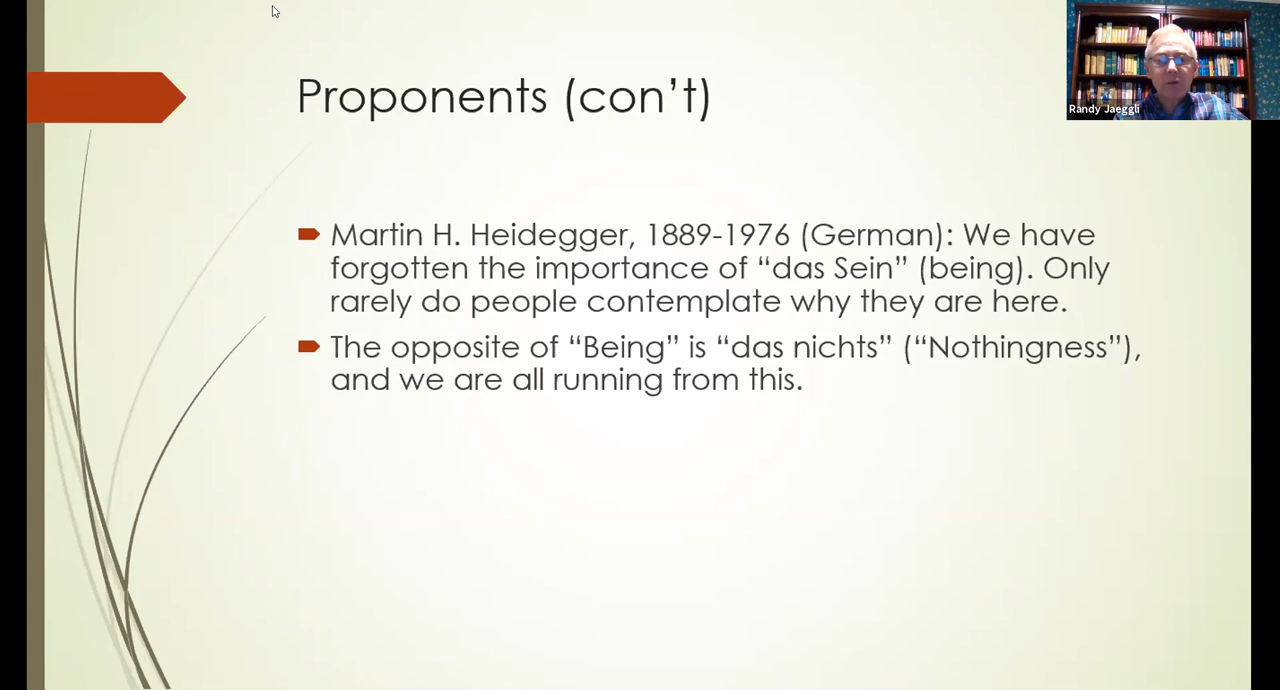 Proponents (con’t)
Randy Jaeggli
Martin H. Heidegger, 1889-1976 (German): We have
forgotten the importance of “das Sein” (being). Only
rarely do people contemplate why they are here.
The opposite of “Being” is “das nichts” (“Nothingness”),
and we are all running from this.